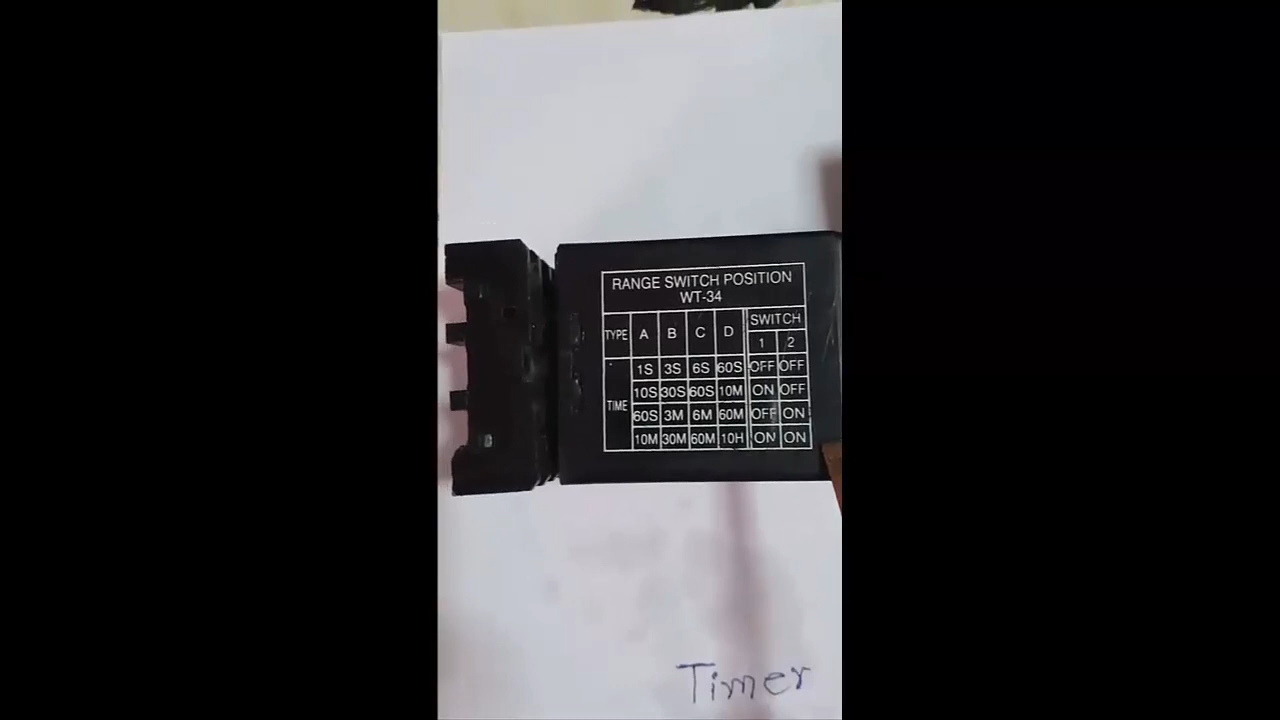 RANGE SWITCH POSITION
WT-34
TYPE A B C D SWITCH
1 2
TIME
1S 3S 6S 60S OFF OFF
10S 30S 60S 10M ON OFF
60S 3M 6M 60M OFF ON
10M 30M 60M 10H ON ON
Timer